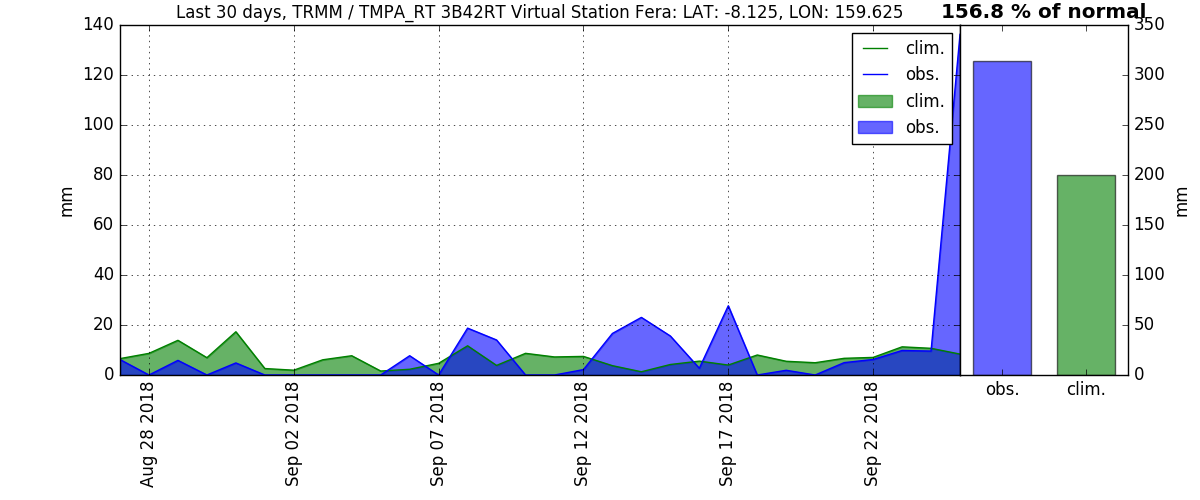 Last 30 days, TRMM / TMPA_RT 3B42RT Virtual Station Fera: LAT: -8.125, LON: 159.625
156.8 % of normal
140
120
100
80
60
40
20
0
mm
clim.
obs.
clim.
obs.
350
300
250
200
150
100
50
0
mm
obs.
clim.
Aug 28 2018
Sep 02 2018
Sep 07 2018
Sep 12 2018
Sep 17 2018
Sep 22 2018